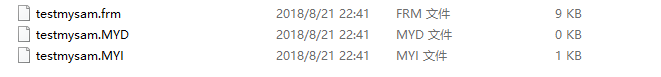 testmysam.frm 2018/8/21 22:41 FRM 文件 9 KB
testmysam.MYD 2018/8/21 22:41 MYD 文件 0 KB
testmysam.MYI 2018/8/21 22:41 MYI 文件 1 KB